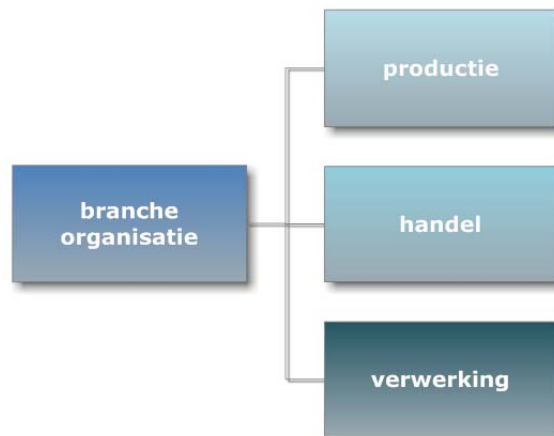 productie
branche
organisatie
handel
verwerking